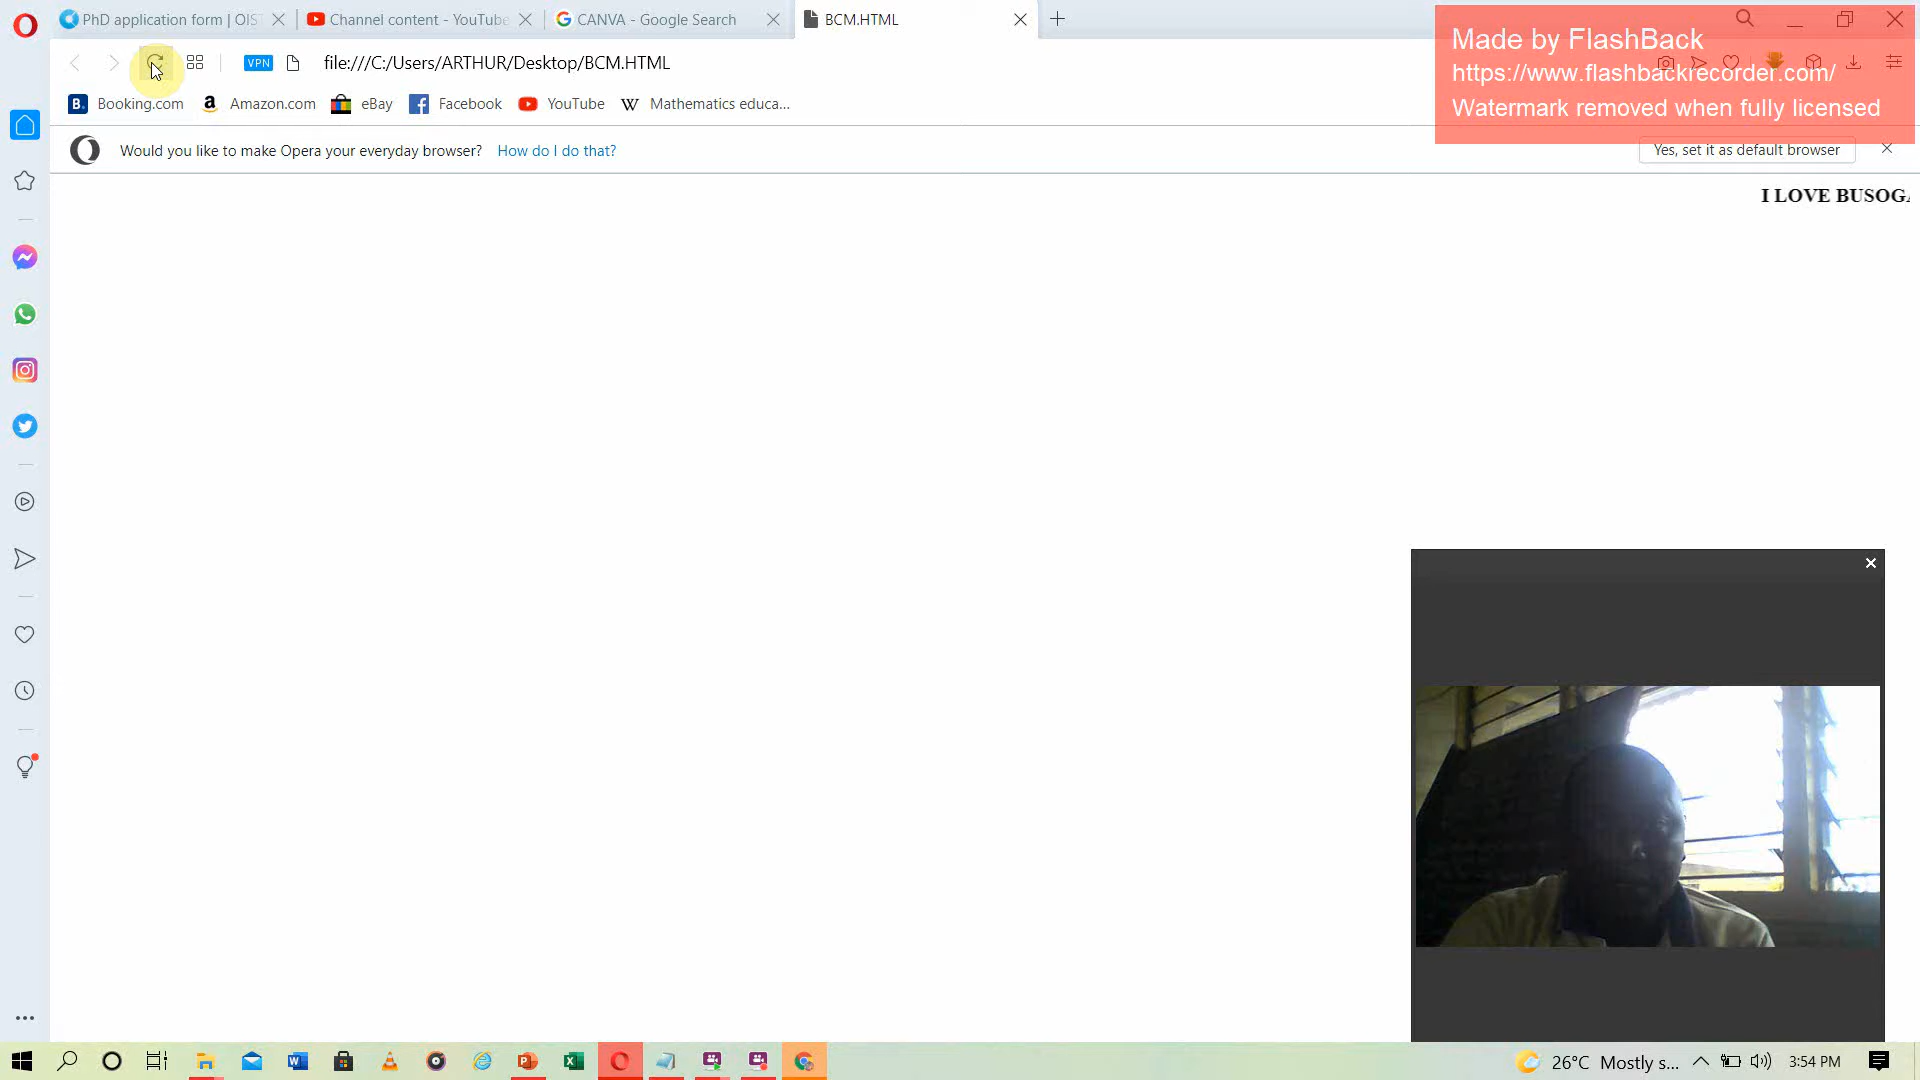 PhD application form | OIST
Channel content - YouTube
CANVA - Google Search
BCM.HTML
Made by FlashBack
https://www.flashbackrecorder.com/
Watermark removed when fully licensed
VPN
file:///C:/Users/ARTHUR/Desktop/BCM.HTML
B. Booking.com
a Amazon.com
eBay
Facebook
YouTube
W Mathematics educa...
Would you like to make Opera your everyday browser? How do I do that?
Yes, set it as default browser
I LOVE BUSOGA
26°C Mostly s...
3:54 PM